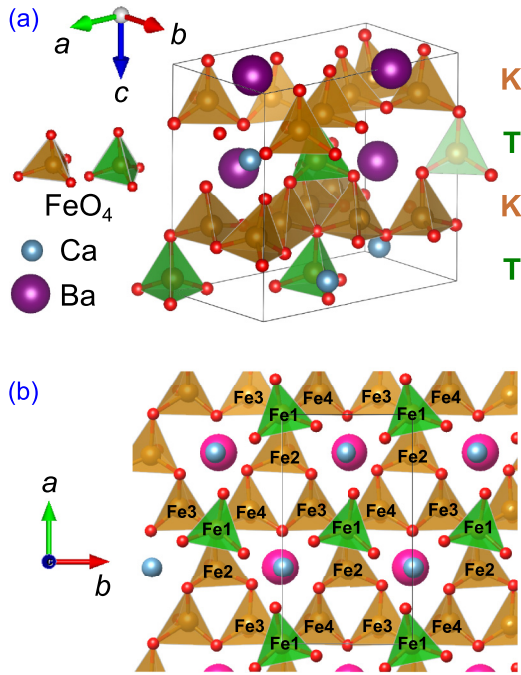 (a)
a b
c
K
T
FeO4
K
Ca
T
Ba
(b)
Fe3 Fe4 Fe3 Fe4
Fe1 Fe1
Fe2 Fe2
a
Fe3 Fe4 Fe3 Fe4 Fe3
Fe1 Fe1 Fe1
b
Fe2 Fe2 Fe2
Fe3 Fe4 Fe3 Fe4
Fe1 Fe1